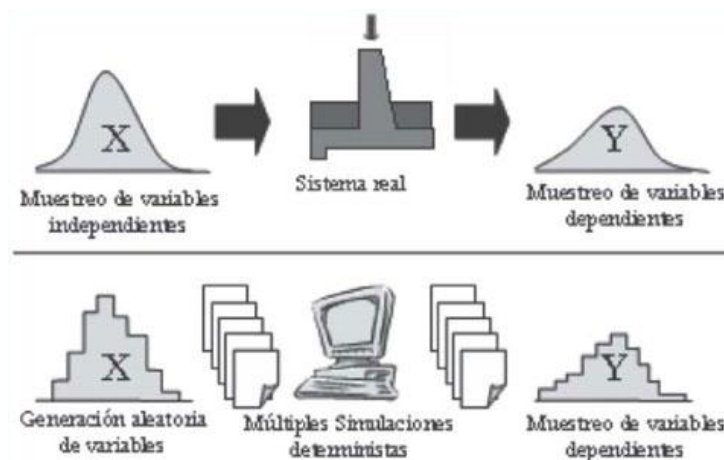 X
Y
Muestreo de variables
independientes
Sistema real
Muestreo de variables
dependientes
X
Y
Generación aleatoria
de variables
Múltiples Simulaciones
deterministas
Muestreo de variables
dependientes